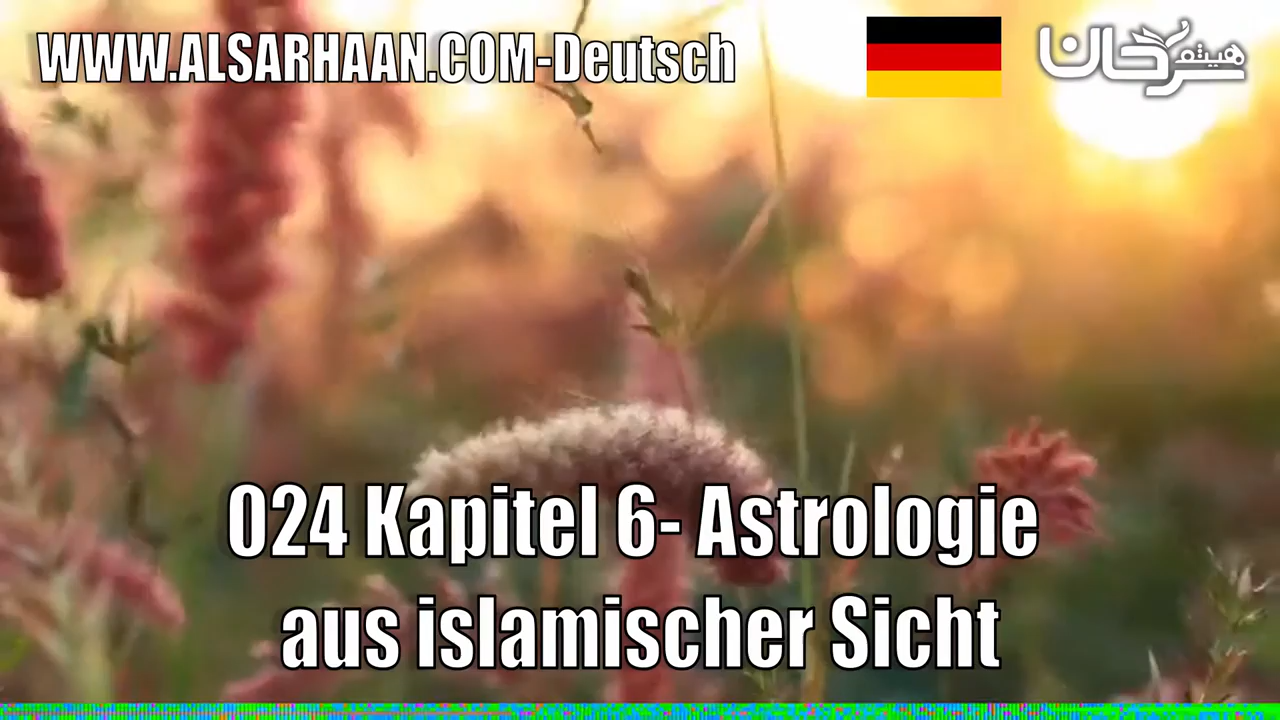 WWW.ALSARHAAN.COM-Deutsch
هيثم سرحان
024 Kapitel 6- Astrologie
aus islamischer Sicht